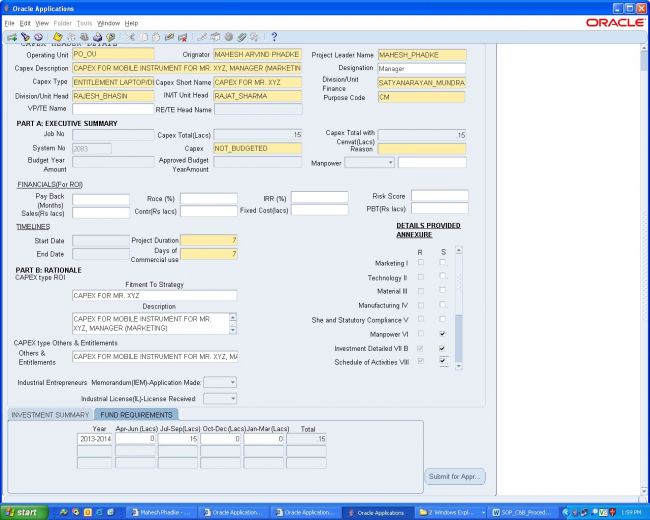 Oracle Applications
File Edit View Folder Tools Window Help
ORACLE
CAPEX HEADER DETAILS
Operating Unit PO_OU Orignator MAHESH ARVIND PHADKE Project Leader Name MAHESH_PHADKE
Capex Description CAPEX FOR MOBILE INSTRUMENT FOR MR. XYZ, MANAGER (MARKETIN Designation Manager
Capex Type ENTITLEMENT LAPTOP/DI Capex Short Name CAPEX FOR MR. XYZ Division/Unit Finance SATYANARAYAN_MUNDRA
Division/Unit Head RAJESH_BHASIN IN/IT Unit Head RAJAT_SHARMA Purpose Code CM
VP/TE Name RE/TE Head Name
PART A: EXECUTIVE SUMMARY
Job No Capex Total(Lacs) .15 Capex Total with Cenvat(Lacs) .15
System No 2093 Capex NOT_BUDGETED Reason
Budget Year Amount Approved Budget YearAmount Manpower
FINANCIALS(For ROI)
Pay Back (Months) Roce (%) IRR (%) Risk Score
Sales(Rs lacs) Contr(Rs lacs) Fixed Cost(lacs) PBT(Rs lacs)
TIMELINES
DETAILS PROVIDED
ANNEXURE
Start Date Project Duration 7
End Date Days of Commercial use 7
R S
Marketing I
Technology II
Material III
Manufacturing IV
She and Statutory Compliance V
Manpower VI
Investment Detailed VII B
Schedule of Activities VIII
PART B: RATIONALE
CAPEX type ROI
Fitment To Strategy
CAPEX FOR MR. XYZ
Description
CAPEX FOR MOBILE INSTRUMENT FOR MR.
XYZ, MANAGER (MARKETING)
CAPEX type Others & Entitlements
Others & Entitlements CAPEX FOR MOBILE INSTRUMENT FOR MR. XYZ, MA
Industrial Entrepreneurs Memorandum(IEM)-Application Made:
Industrial License(IL)-License Received:
INVESTMENT SUMMARY FUND REQUIREMENTS
Year Apr-Jun (Lacs) Jul-Sep(Lacs) Oct-Dec (Lacs) Jan-Mar(Lacs) Total
2013-2014 0 .15 0 0 .15
Submit for Appr...
start Mahesh Phadke - ... Oracle Application... Oracle Application... Oracle Applications 2 Windows Expl... SOP_CNB_Proced... 1:59 PM